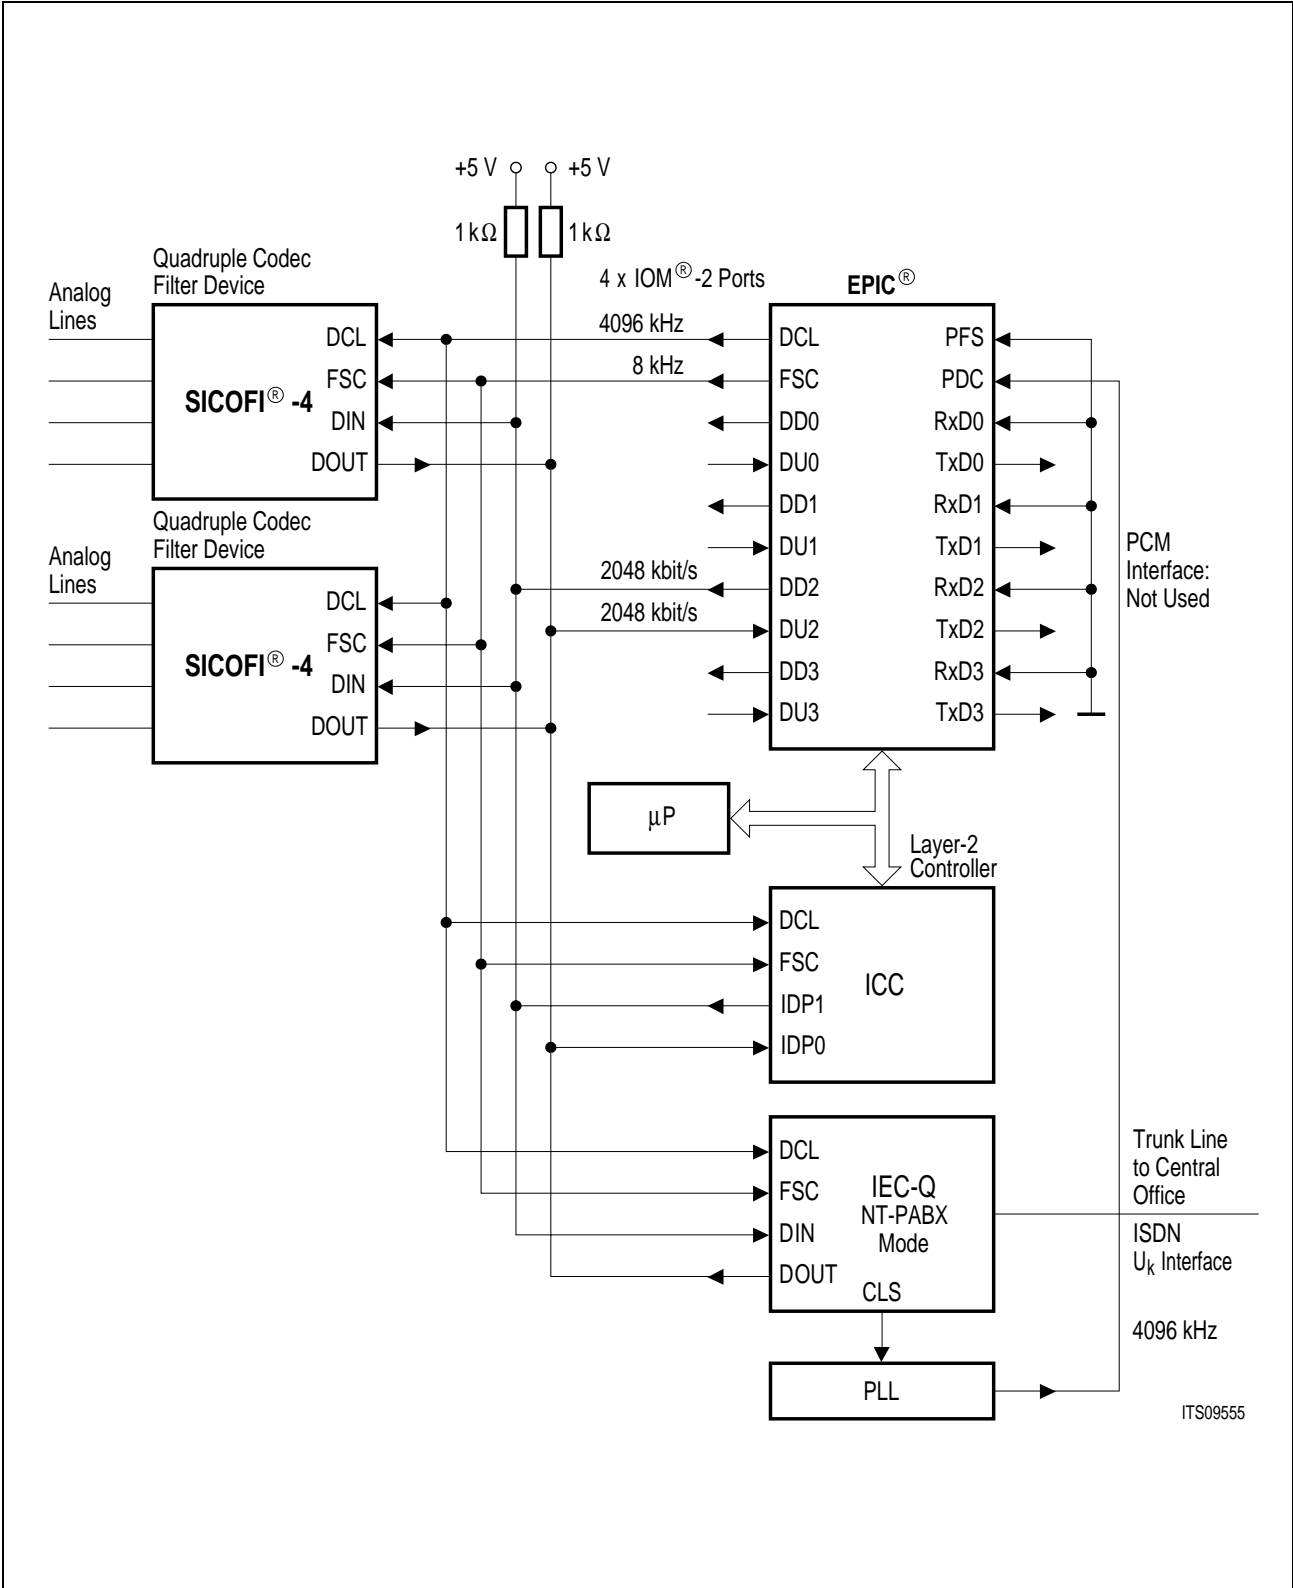 +5 V
+5 V
1 kΩ
1 kΩ
Quadruple Codec
Filter Device
Analog
Lines
SICOFI® -4
DCL
FSC
DIN
DOUT
4 x IOM®-2 Ports
4096 kHz
8 kHz
EPIC®
DCL
FSC
DD0
DU0
DD1
DU1
DD2
DU2
DD3
DU3
PFS
PDC
RxD0
TxD0
RxD1
TxD1
RxD2
TxD2
RxD3
TxD3
PCM
Interface:
Not Used
Quadruple Codec
Filter Device
Analog
Lines
SICOFI® -4
DCL
FSC
DIN
DOUT
2048 kbit/s
2048 kbit/s
µP
Layer-2
Controller
DCL
FSC
IDP1
IDP0
ICC
DCL
FSC
DIN
DOUT
IEC-Q
NT-PABX
Mode
CLS
Trunk Line
to Central
Office
ISDN
Uk Interface
4096 kHz
PLL
ITS09555